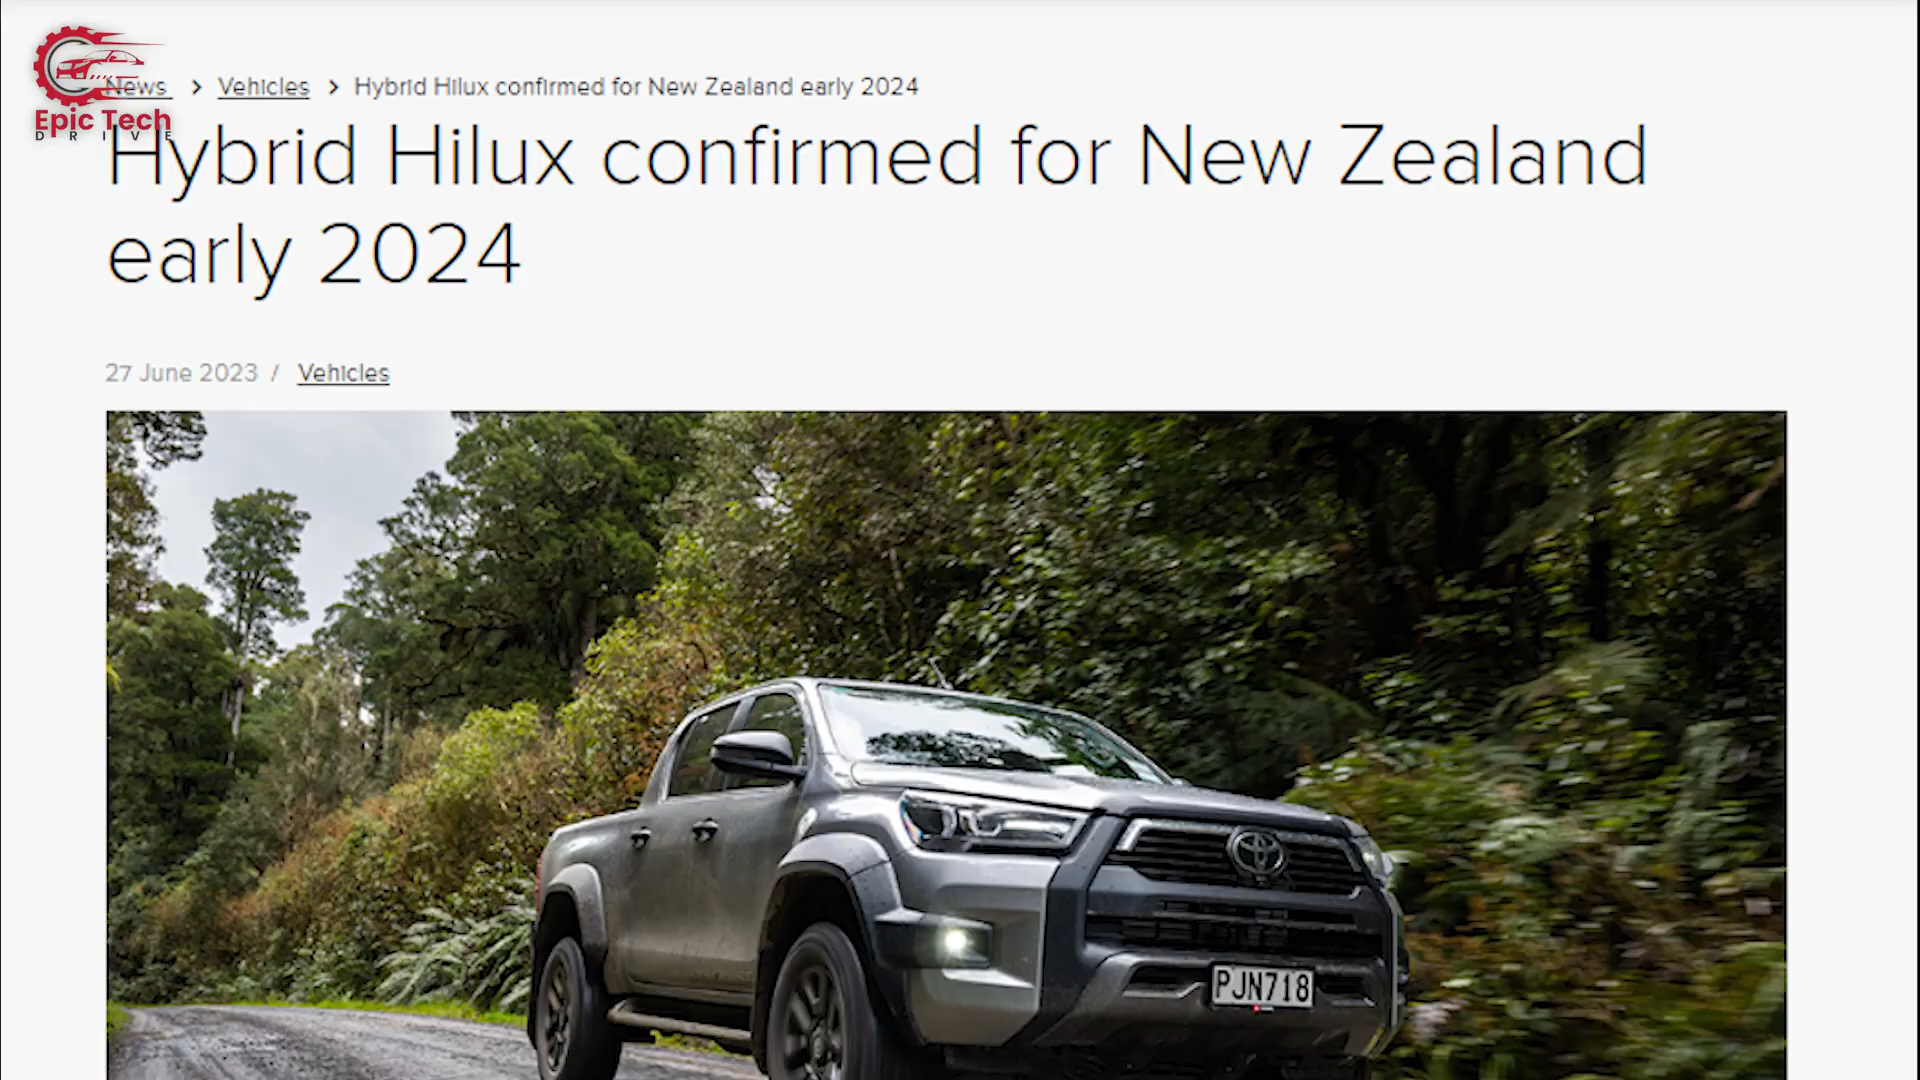 News > Vehicles > Hybrid Hilux confirmed for New Zealand early 2024
Epic Tech
DRIVE
Hybrid Hilux confirmed for New Zealand
early 2024
27 June 2023 / Vehicles
PJN718